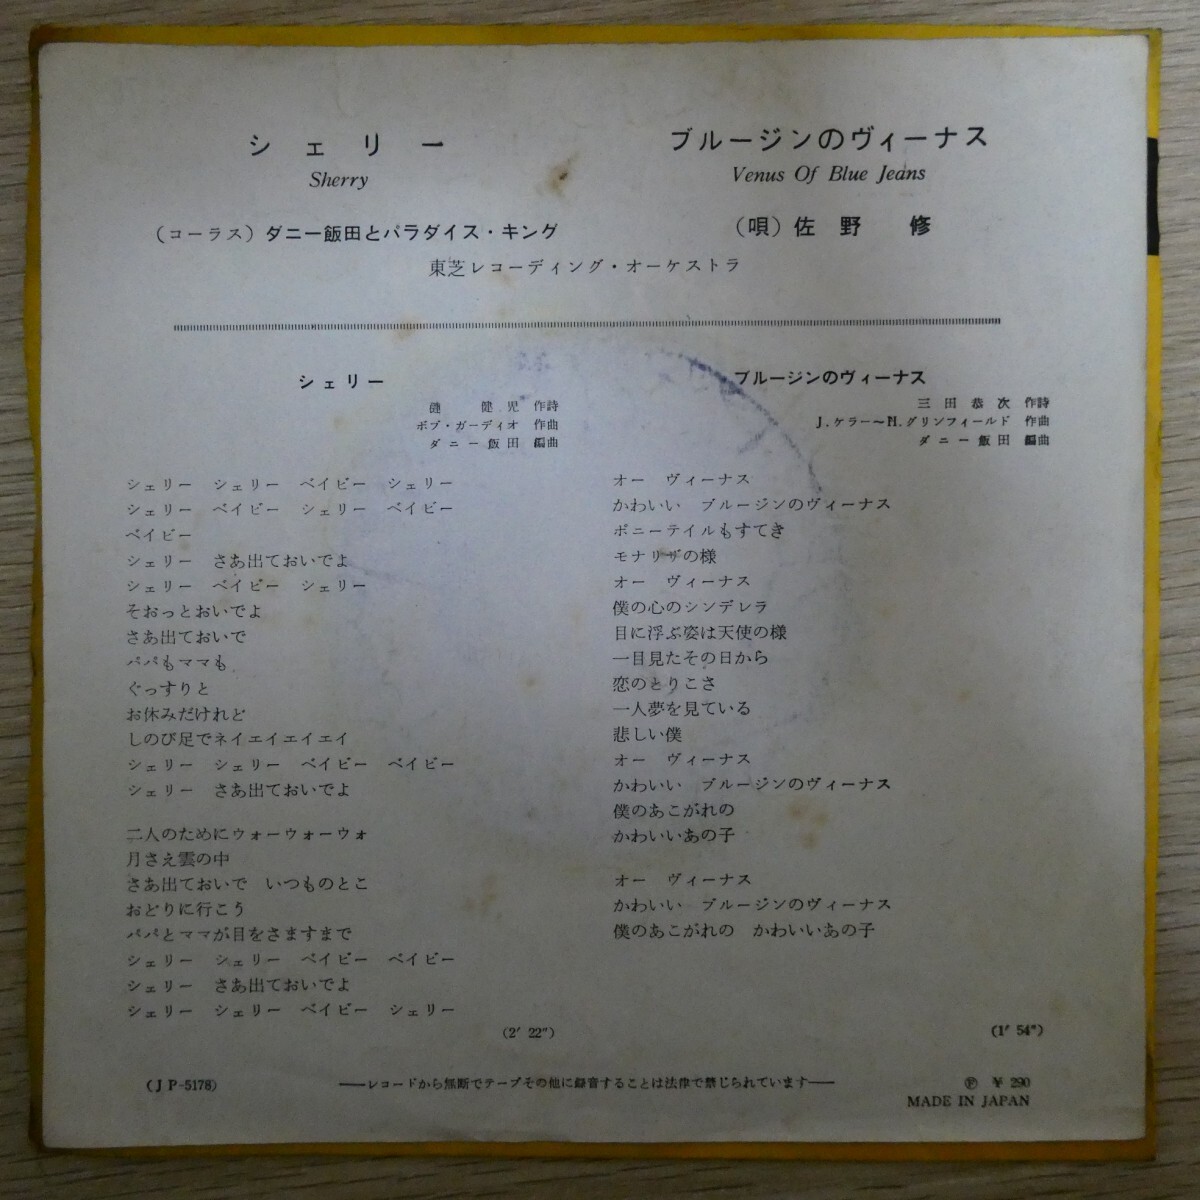 シェリー
Sherry
(コーラス) ダニー飯田とパラダイス・キング
ブルージンのヴィーナス
Venus Of Blue Jeans
(唄) 佐野 修
東芝レコーディング・オーケストラ
シェリー
漣 健児 作詩
ボブ・ガーディオ 作曲
ダニー飯田 編曲
シェリー シェリー ベイビー シェリー
シェリー ベイビー シェリー ベイビー
ベイビー
シェリー さあ出ておいでよ
シェリー ベイビー シェリー
そおっとおいでよ
さあ出ておいで
パパもママも
ぐっすりと
お休みだけれど
しのび足でネイエイエイエイ
シェリー シェリー ベイビー ベイビー
シェリー さあ出ておいでよ
二人のためにウォーウォーウォ
月さえ雲の中
さあ出ておいで いつものとこ
おどりに行こう
パパとママが目をさますまで
シェリー シェリー ベイビー ベイビー
シェリー さあ出ておいでよ
シェリー シェリー ベイビー シェリー
(2′ 22″)
ブルージンのヴィーナス
三田恭次 作詩
J.ケラー〜H.グリンフィールド 作曲
ダニー飯田 編曲
オー ヴィーナス
かわいい ブルージンのヴィーナス
ポニーテイルもすてき
モナリザの様
オー ヴィーナス
僕の心のシンデレラ
目に浮ぶ姿は天使の様
一目見たその日から
恋のとりこさ
一人夢を見ている
悲しい僕
オー ヴィーナス
かわいい ブルージンのヴィーナス
僕のあこがれの
かわいいあの子
オー ヴィーナス
かわいい ブルージンのヴィーナス
僕のあこがれの かわいいあの子
(1′ 54″)
(JP-5178)
——レコードから無断でテープその他に録音することは法律で禁じられています——
Ⓟ ¥ 290
MADE IN JAPAN